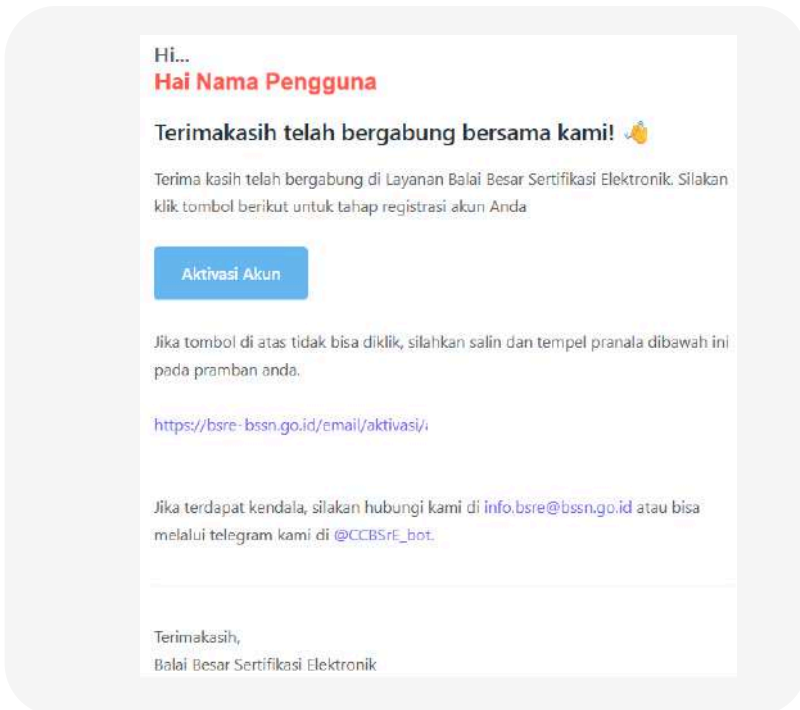 Hi...
Hai Nama Pengguna
Terimakasih telah bergabung bersama kami! 👋
Terima kasih telah bergabung di Layanan Balai Besar Sertifikasi Elektronik. Silakan
klik tombol berikut untuk tahap registrasi akun Anda
Aktivasi Akun
Jika tombol di atas tidak bisa diklik, silahkan salin dan tempel pranala dibawah ini
pada pramban anda.
https://bsre-bssn.go.id/email/aktivasi/
Jika terdapat kendala, silakan hubungi kami di info.bsre@bssn.go.id atau bisa
melalui telegram kami di @CCBSrE_bot.
Terimakasih,
Balai Besar Sertifikasi Elektronik